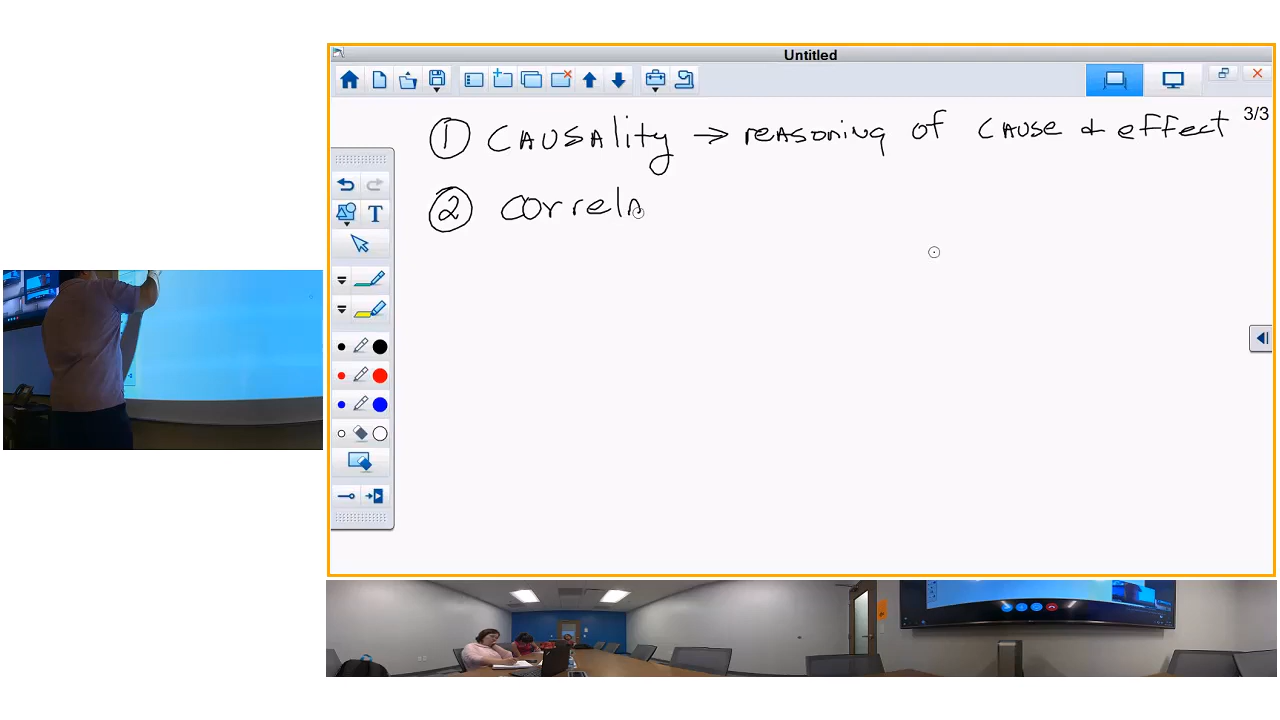 Untitled
3/3
① CAUSALITY → reasoning of cause & effect
② correla
T